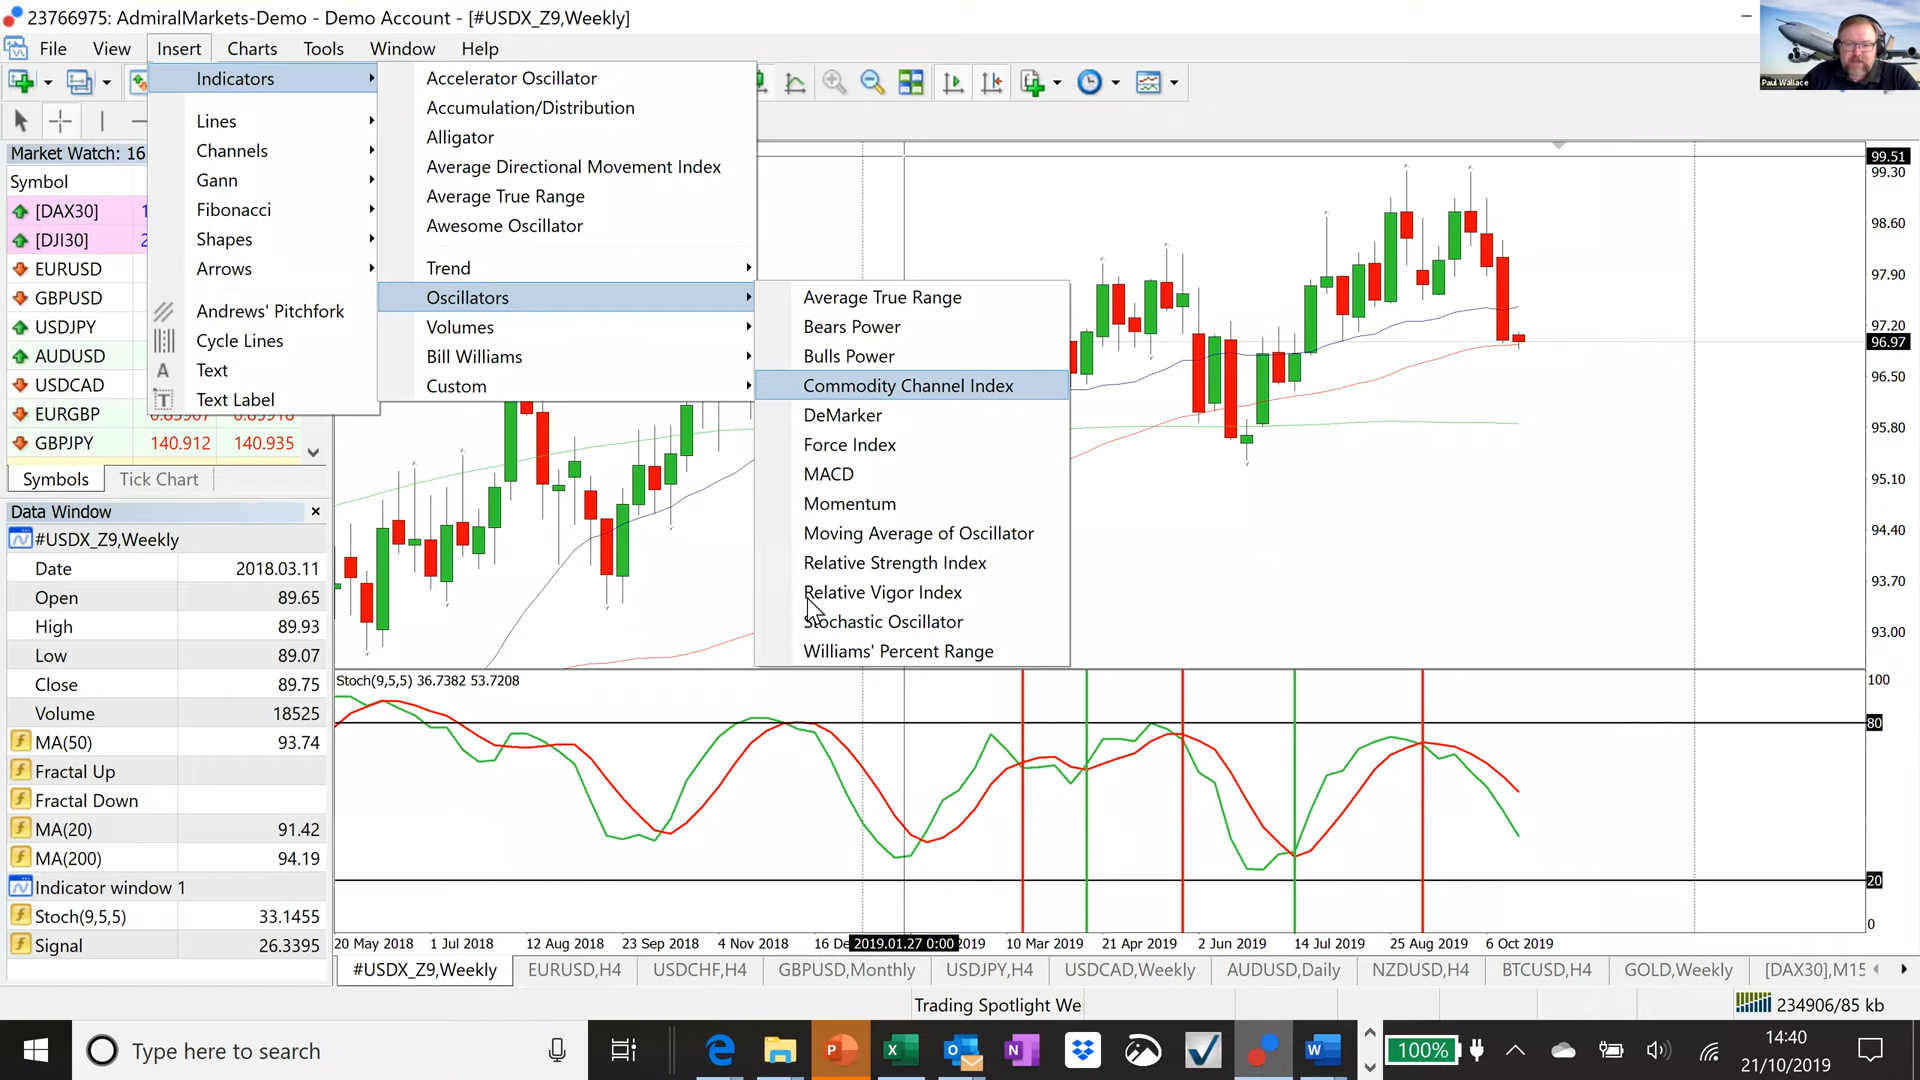 23766975: AdmiralMarkets-Demo - Demo Account - [#USDX_Z9,Weekly]
File View Insert Charts Tools Window Help
Paul Wallace
Indicators
Lines
Channels
Gann
Fibonacci
Shapes
Arrows
Andrews' Pitchfork
Cycle Lines
Text
Text Label
Accelerator Oscillator
Accumulation/Distribution
Alligator
Average Directional Movement Index
Average True Range
Awesome Oscillator
Trend
Oscillators
Volumes
Bill Williams
Custom
Average True Range
Bears Power
Bulls Power
Commodity Channel Index
DeMarker
Force Index
MACD
Momentum
Moving Average of Oscillator
Relative Strength Index
Relative Vigor Index
Stochastic Oscillator
Williams' Percent Range
Market Watch: 16
Symbol
[DAX30] 1
[DJI30] 2
EURUSD
GBPUSD
USDJPY
AUDUSD
USDCAD
EURGBP
GBPJPY 140.912 140.935
Symbols Tick Chart
Data Window
#USDX_Z9,Weekly
Date 2018.03.11
Open 89.65
High 89.93
Low 89.07
Close 89.75
Volume 18525
MA(50) 93.74
Fractal Up
Fractal Down
MA(20) 91.42
MA(200) 94.19
Indicator window 1
Stoch(9,5,5) 33.1455
Signal 26.3395
99.51
99.30
98.60
97.90
97.20
96.97
96.50
95.80
95.10
94.40
93.70
93.00
Stoch(9,5,5) 36.7382 53.7208
100
80
20
0
20 May 2018 1 Jul 2018 12 Aug 2018 23 Sep 2018 4 Nov 2018 16 De 2019.01.27 0:00 2019 10 Mar 2019 21 Apr 2019 2 Jun 2019 14 Jul 2019 25 Aug 2019 6 Oct 2019
#USDX_Z9,Weekly EURUSD,H4 USDCHF,H4 GBPUSD,Monthly USDJPY,H4 USDCAD,Weekly AUDUSD,Daily NZDUSD,H4 BTCUSD,H4 GOLD,Weekly [DAX30],M15
Trading Spotlight We
234906/85 kb
Type here to search
100%
14:40
21/10/2019